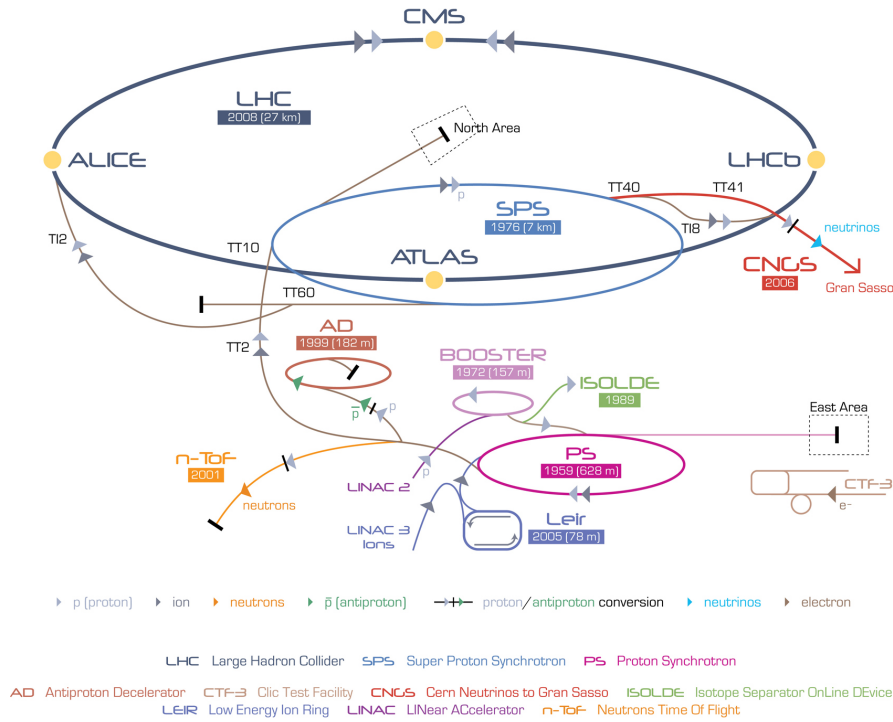 CMS
LHC
2008 (27 km)
North Area
ALICE
LHCb
TT40
TT41
p
SPS
1976 (7 km)
TI8
neutrinos
TI2
TT10
ATLAS
CNGS
2006
Gran Sasso
TT60
AD
1999 (182 m)
TT2
BOOSTER
1972 (157 m)
ISOLDE
1989
p̄
p
East Area
n-ToF
2001
PS
1959 (628 m)
LINAC 2
p
neutrons
CTF-3
e-
LINAC 3
Ions
Leir
2005 (78 m)
p (proton) ion neutrons p̄ (antiproton) proton/antiproton conversion neutrinos electron
LHC Large Hadron Collider SPS Super Proton Synchrotron PS Proton Synchrotron
AD Antiproton Decelerator CTF-3 Clic Test Facility CNGS Cern Neutrinos to Gran Sasso ISOLDE Isotope Separator OnLine DEvice
LEIR Low Energy Ion Ring LINAC LINear ACcelerator n-ToF Neutrons Time Of Flight